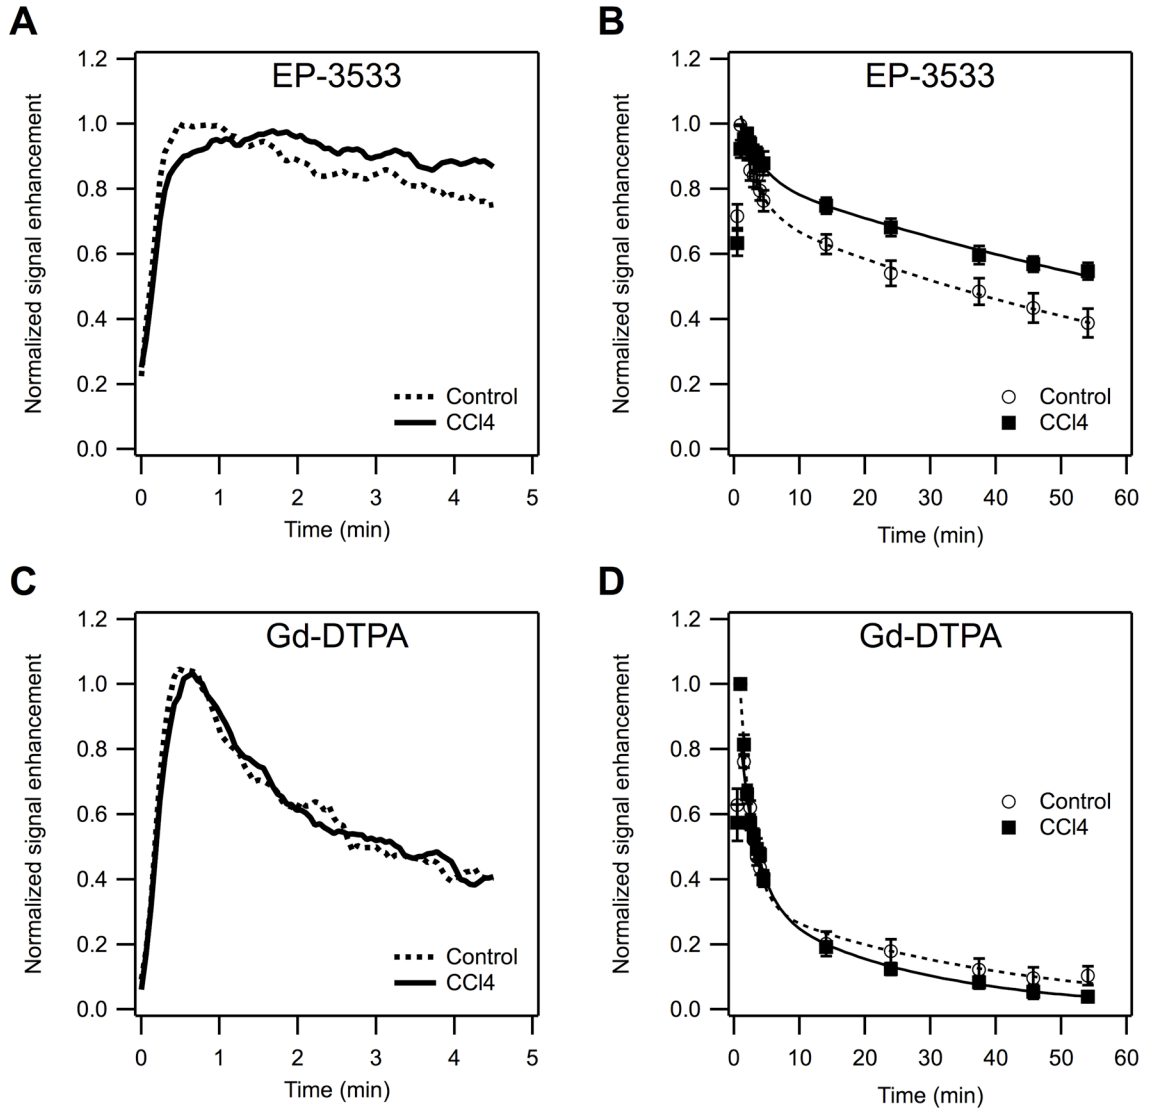 A
EP-3533
Normalized signal enhancement
1.2
1.0
0.8
0.6
0.4
0.2
0.0
Control
CCl4
0 1 2 3 4 5
Time (min)
B
EP-3533
Normalized signal enhancement
1.2
1.0
0.8
0.6
0.4
0.2
0.0
Control
CCl4
0 10 20 30 40 50 60
Time (min)
C
Gd-DTPA
Normalized signal enhancement
1.2
1.0
0.8
0.6
0.4
0.2
0.0
Control
CCl4
0 1 2 3 4 5
Time (min)
D
Gd-DTPA
Normalized signal enhancement
1.2
1.0
0.8
0.6
0.4
0.2
0.0
Control
CCl4
0 10 20 30 40 50 60
Time (min)